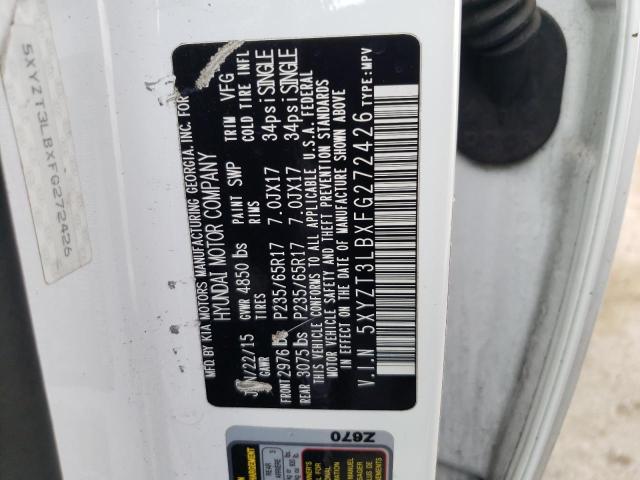 5XYZT3LBXFG272426
MFG BY KIA MOTORS MANUFACTURING GEORGIA, INC. FOR
HYUNDAI MOTOR COMPANY
/22/15 PAINT SWP TRIM VFG
GVWR 4850 lbs
GAWR TIRES RIMS COLD TIRE INFL
FRONT 2976 P235/65R17 7.0JX17 34psi SINGLE
REAR 3075 lbs P235/65R17 7.0JX17 34psi SINGLE
THIS VEHICLE CONFORMS TO ALL APPLICABLE U.S.A. FEDERAL
MOTOR VEHICLE SAFETY AND THEFT PREVENTION STANDARDS
IN EFFECT ON THE DATE OF MANUFACTURE SHOWN ABOVE
V.I.N 5XYZT3LBXFG272426 TYPE:MPV
Z670
REAR
ARRIERE